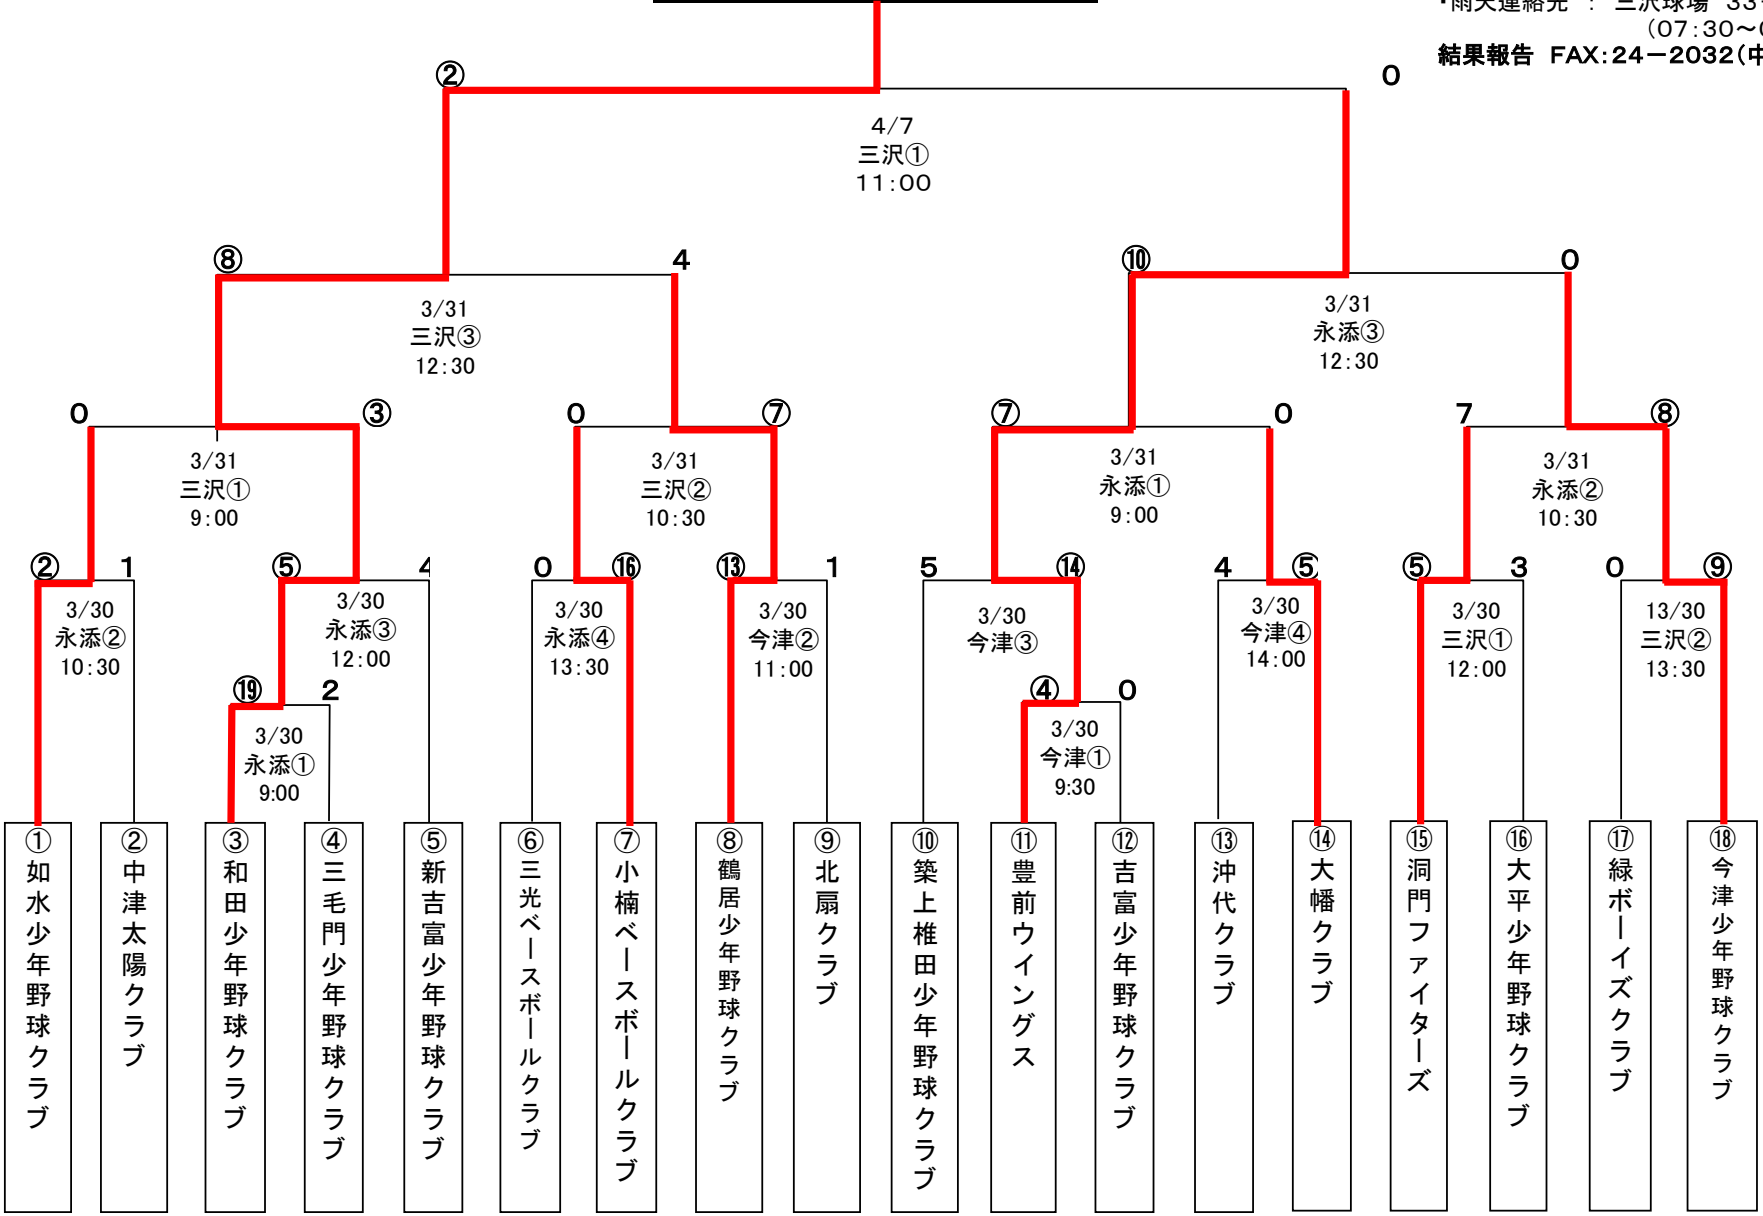 ・雨天連絡先 ： 三沢球場 33
(07:30～
結果報告 FAX:24－2032(中
② 0
4/7
三沢①
11:00
⑧ 4
3/31
三沢③
12:30
⑩ 0
3/31
永添③
12:30
0 ③
3/31
三沢①
9:00
0 ⑦
3/31
三沢②
10:30
⑦ 0
3/31
永添①
9:00
7 ⑧
3/31
永添②
10:30
② 1
3/30
永添②
10:30
⑤ 4
3/30
永添③
12:00
0 ⑯
3/30
永添④
13:30
⑬ 1
3/30
今津②
11:00
5 ⑭
3/30
今津③
4 ⑤
3/30
今津④
14:00
⑤ 3
3/30
三沢①
12:00
0 ⑨
13/30
三沢②
13:30
⑲ 2
3/30
永添①
9:00
④ 0
3/30
今津①
9:30
①如水少年野球クラブ
②中津太陽クラブ
③和田少年野球クラブ
④三毛門少年野球クラブ
⑤新吉富少年野球クラブ
⑥三光ベースボールクラブ
⑦小楠ベースボールクラブ
⑧鶴居少年野球クラブ
⑨北扇クラブ
⑩築上椎田少年野球クラブ
⑪豊前ウイングス
⑫吉富少年野球クラブ
⑬沖代クラブ
⑭大幡クラブ
⑮洞門ファイターズ
⑯大平少年野球クラブ
⑰緑ボーイズクラブ
⑱今津少年野球クラブ